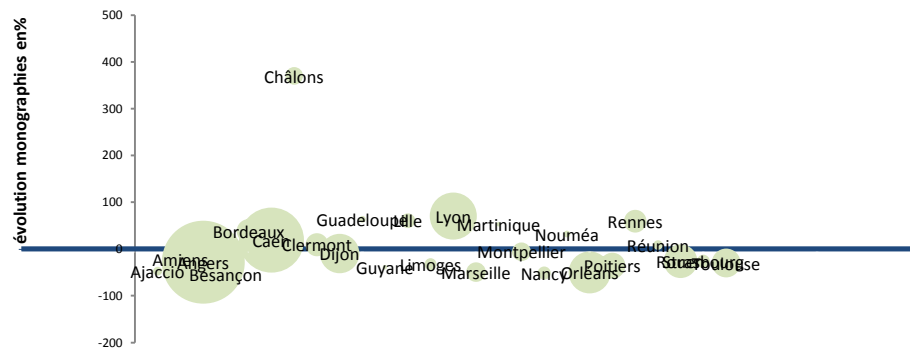 évolution monographies en%
500
400
300
200
100
0
-100
-200
Châlons
Guadeloupe
Lille
Lyon
Martinique
Rennes
Bordeaux
Caen
Clermont
Nouméa
Dijon
Montpellier
Réunion
Amiens
Angers
Ajaccio
Besançon
Guyane
Limoges
Marseille
Nancy
Orléans
Poitiers
Rouen
Strasbourg
Toulouse